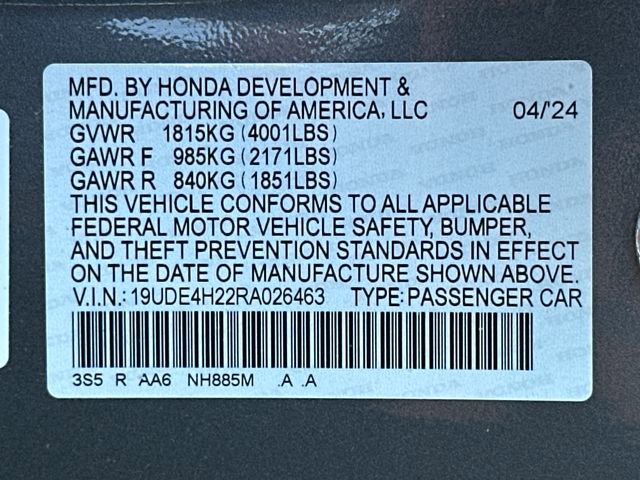 MFD. BY HONDA DEVELOPMENT &
MANUFACTURING OF AMERICA, LLC 04/'24
GVWR 1815KG (4001LBS)
GAWR F 985KG (2171LBS)
GAWR R 840KG (1851LBS)
THIS VEHICLE CONFORMS TO ALL APPLICABLE
FEDERAL MOTOR VEHICLE SAFETY, BUMPER,
AND THEFT PREVENTION STANDARDS IN EFFECT
ON THE DATE OF MANUFACTURE SHOWN ABOVE.
V.I.N.: 19UDE4H22RA026463 TYPE: PASSENGER CAR
3S5 R AA6 NH885M .A .A